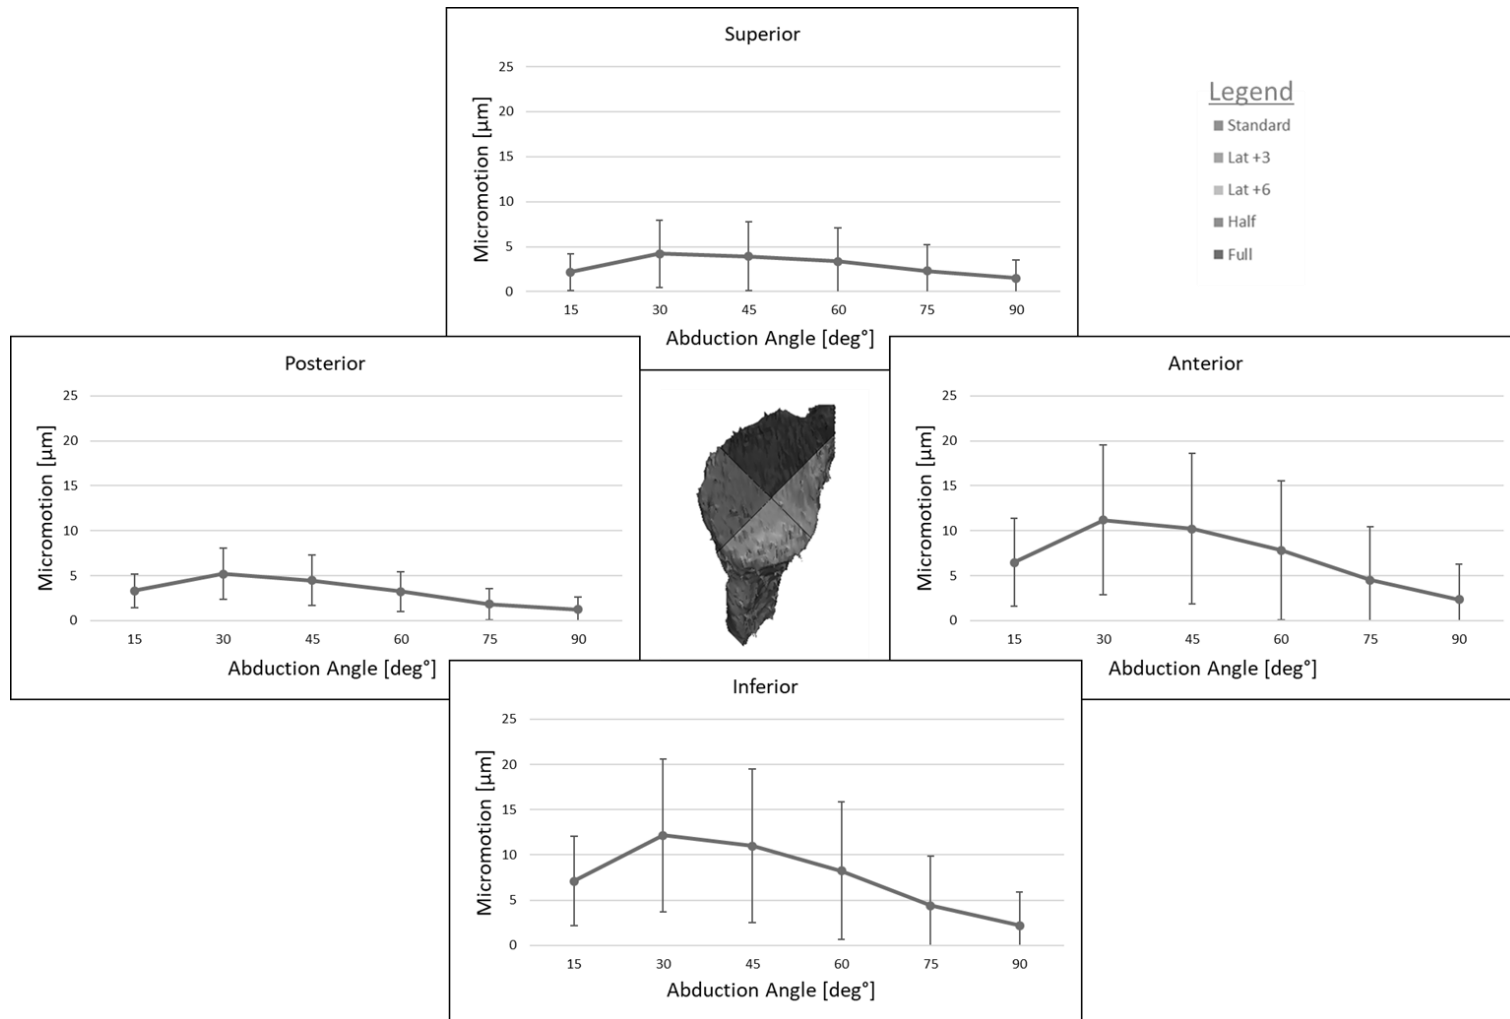 Superior
25
20
15
10
5
0
Micromotion [µm]
15 30 45 60 75 90
Abduction Angle [deg°]
Legend
Standard
Lat +3
Lat +6
Half
Full
Posterior
25
20
15
10
5
0
Micromotion [µm]
15 30 45 60 75 90
Abduction Angle [deg°]
Anterior
25
20
15
10
5
0
Micromotion [µm]
15 30 45 60 75 90
Abduction Angle [deg°]
Inferior
25
20
15
10
5
0
Micromotion [µm]
15 30 45 60 75 90
Abduction Angle [deg°]